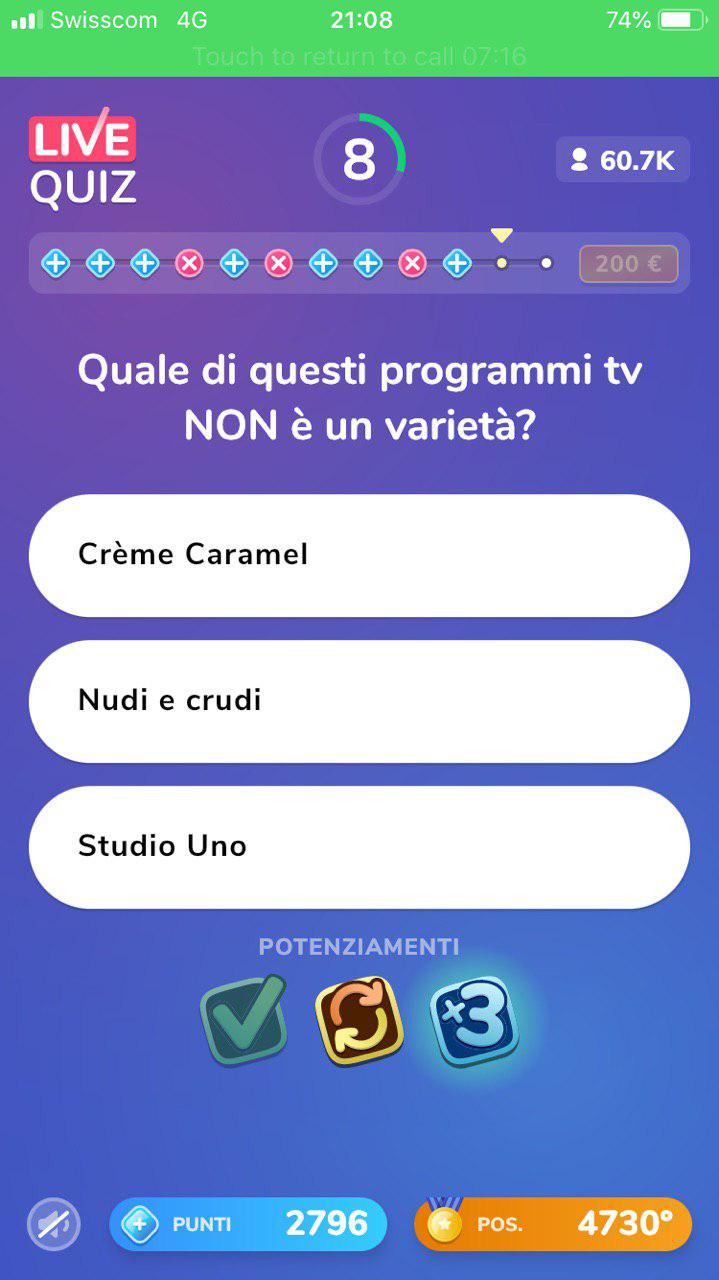 Swisscom 4G 21:08 74%
Touch to return to call 07:16
LIVE
QUIZ
8
60.7K
200 €
Quale di questi programmi tv
NON è un varietà?
Crème Caramel
Nudi e crudi
Studio Uno
POTENZIAMENTI
×3
PUNTI 2796
POS. 4730°